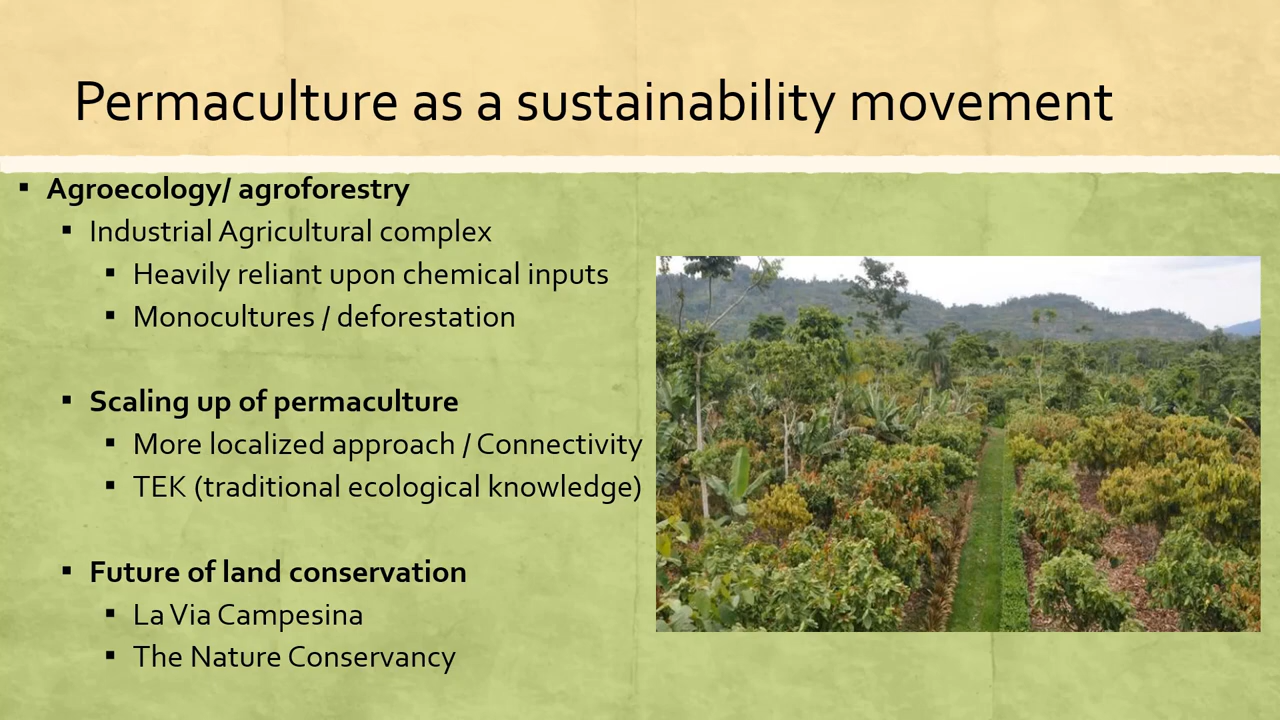 Permaculture as a sustainability movement
▪ Agroecology/ agroforestry
▪ Industrial Agricultural complex
▪ Heavily reliant upon chemical inputs
▪ Monocultures / deforestation
▪ Scaling up of permaculture
▪ More localized approach / Connectivity
▪ TEK (traditional ecological knowledge)
▪ Future of land conservation
▪ La Via Campesina
▪ The Nature Conservancy